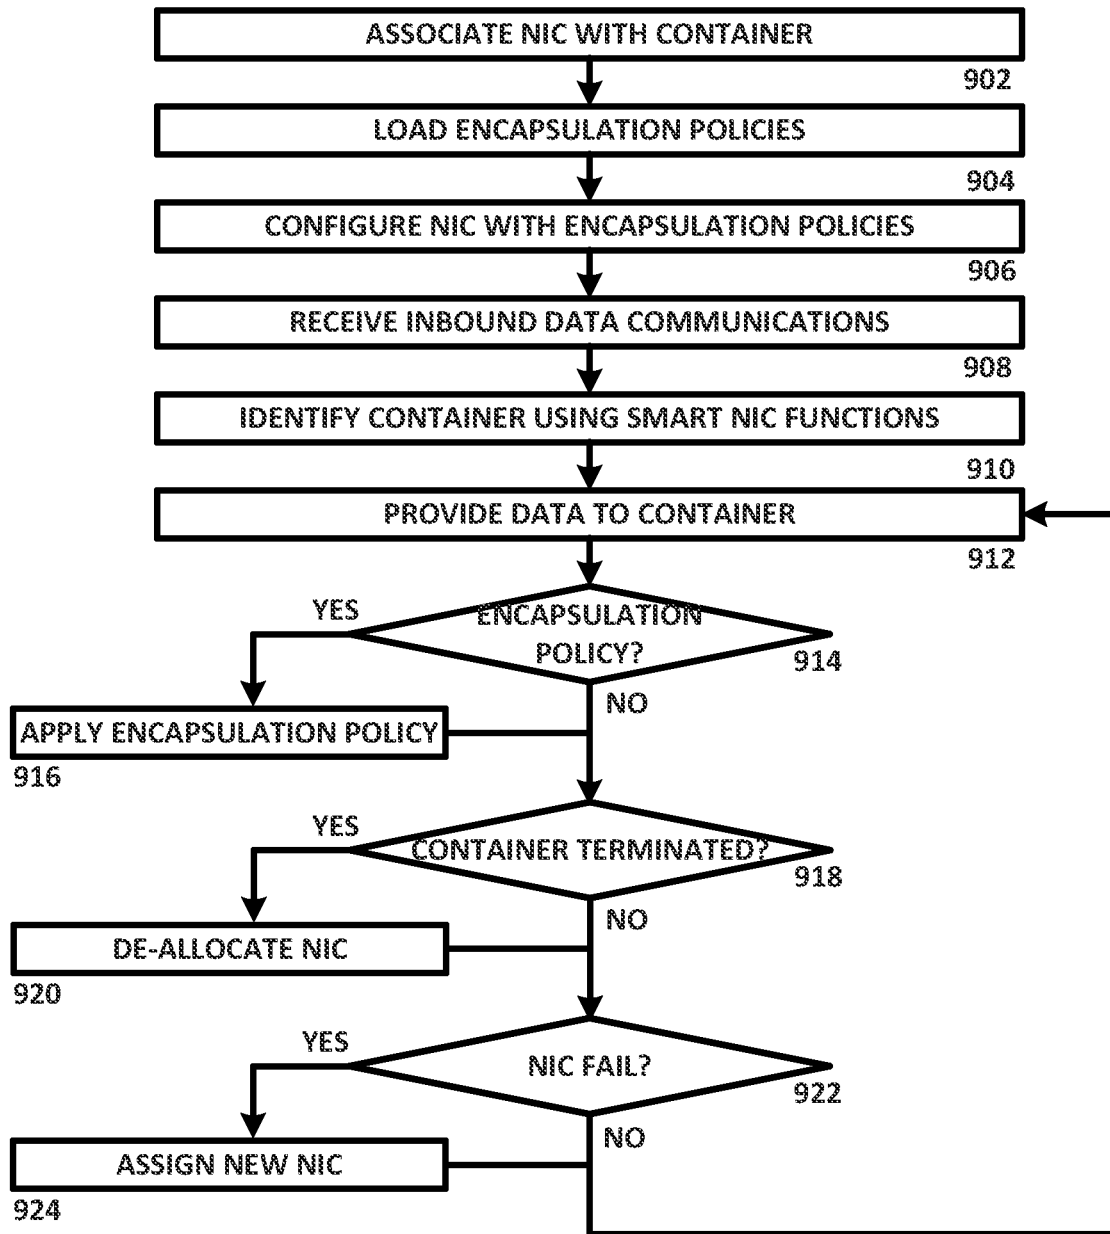 ASSOCIATE NIC WITH CONTAINER
902
LOAD ENCAPSULATION POLICIES
904
CONFIGURE NIC WITH ENCAPSULATION POLICIES
906
RECEIVE INBOUND DATA COMMUNICATIONS
908
IDENTIFY CONTAINER USING SMART NIC FUNCTIONS
910
PROVIDE DATA TO CONTAINER
912
YES
ENCAPSULATION
POLICY?
914
NO
APPLY ENCAPSULATION POLICY
916
YES
CONTAINER TERMINATED?
918
NO
DE-ALLOCATE NIC
920
YES
NIC FAIL?
922
NO
ASSIGN NEW NIC
924